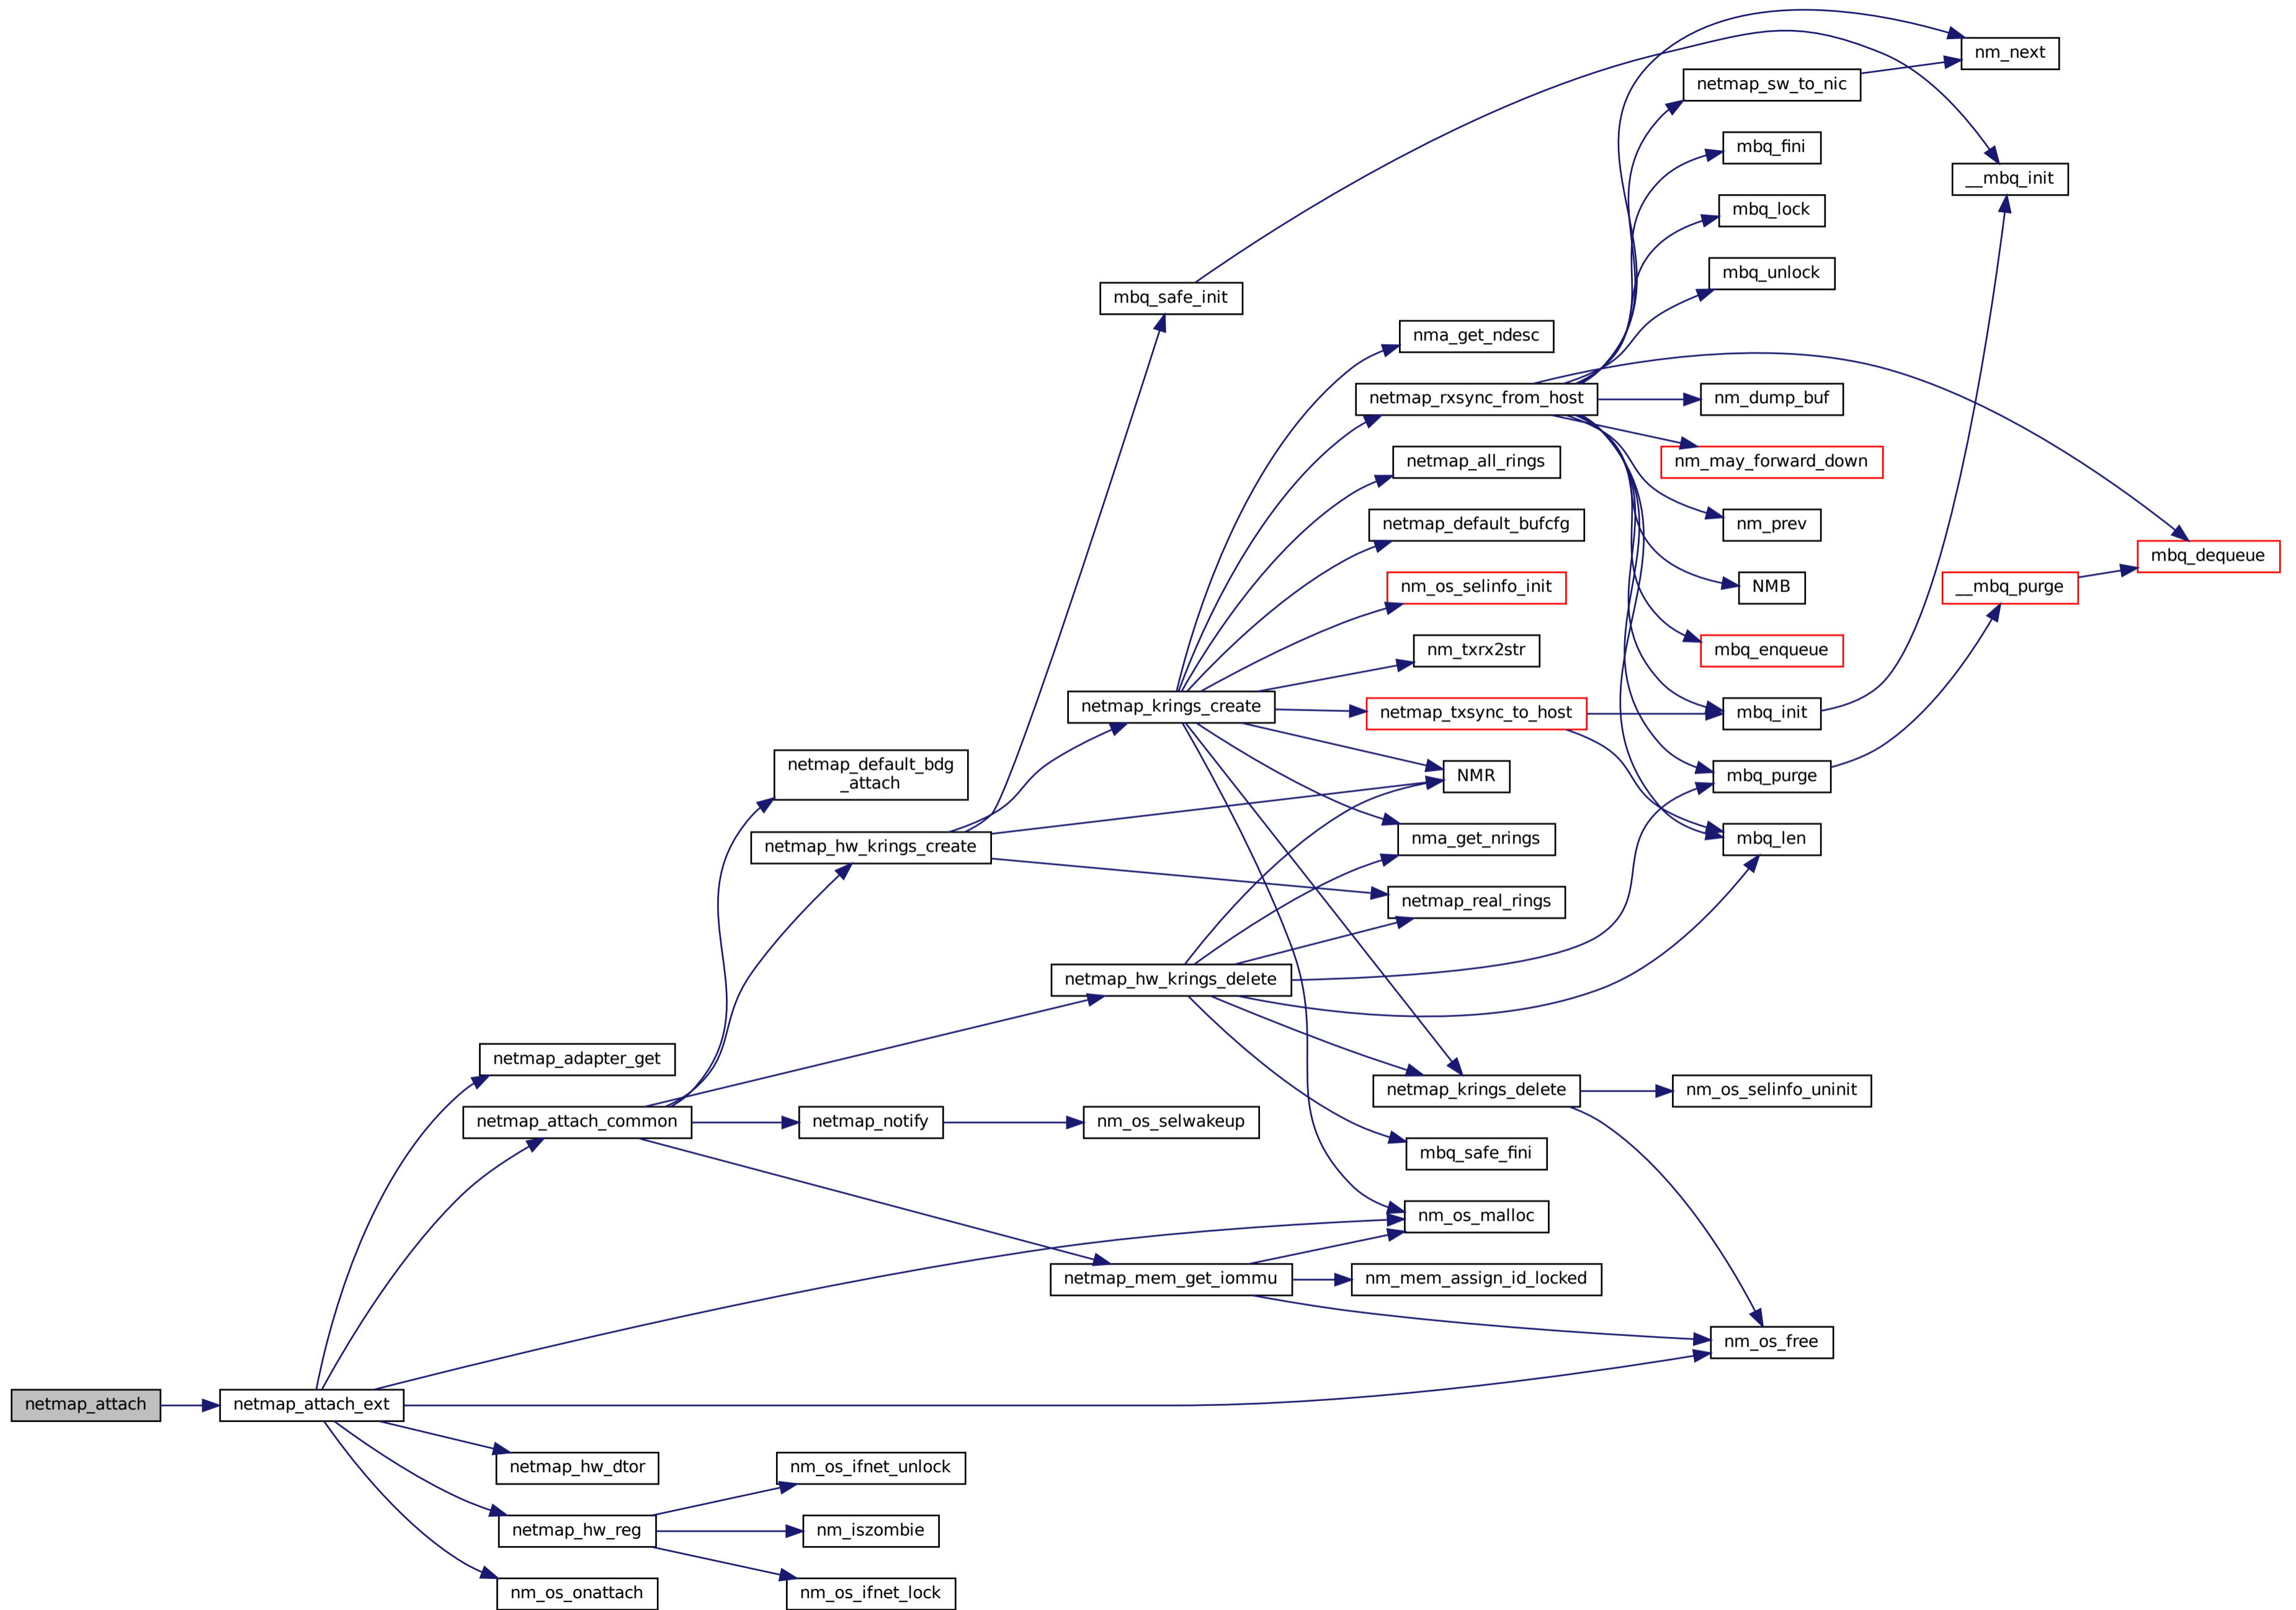 nm_next
netmap_sw_to_nic
mbq_fini
__mbq_init
mbq_lock
mbq_unlock
mbq_safe_init
nma_get_ndesc
netmap_rxsync_from_host
nm_dump_buf
netmap_all_rings
nm_may_forward_down
netmap_default_bufcfg
nm_prev
mbq_dequeue
nm_os_selinfo_init
NMB
__mbq_purge
nm_txrx2str
mbq_enqueue
netmap_krings_create
netmap_txsync_to_host
mbq_init
netmap_default_bdg
_attach
NMR
mbq_purge
netmap_hw_krings_create
nma_get_nrings
mbq_len
netmap_real_rings
netmap_hw_krings_delete
netmap_adapter_get
netmap_krings_delete
nm_os_selinfo_uninit
netmap_attach_common
netmap_notify
nm_os_selwakeup
mbq_safe_fini
nm_os_malloc
netmap_mem_get_iommu
nm_mem_assign_id_locked
nm_os_free
netmap_attach
netmap_attach_ext
netmap_hw_dtor
nm_os_ifnet_unlock
netmap_hw_reg
nm_iszombie
nm_os_onattach
nm_os_ifnet_lock